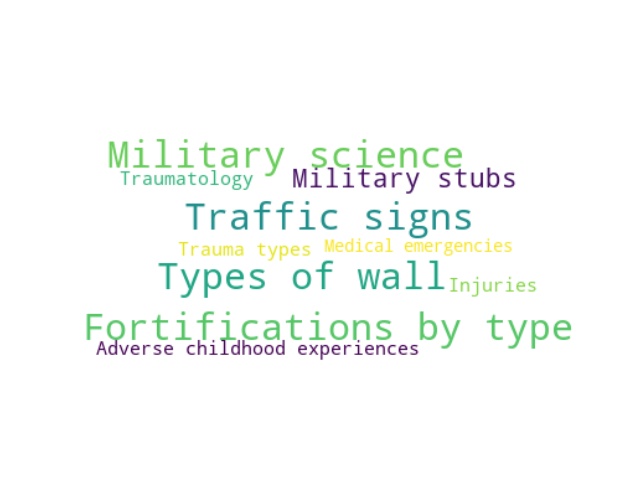 Military science
Traumatology
Military stubs
Traffic signs
Trauma types
Medical emergencies
Types of wall
Injuries
Fortifications by type
Adverse childhood experiences